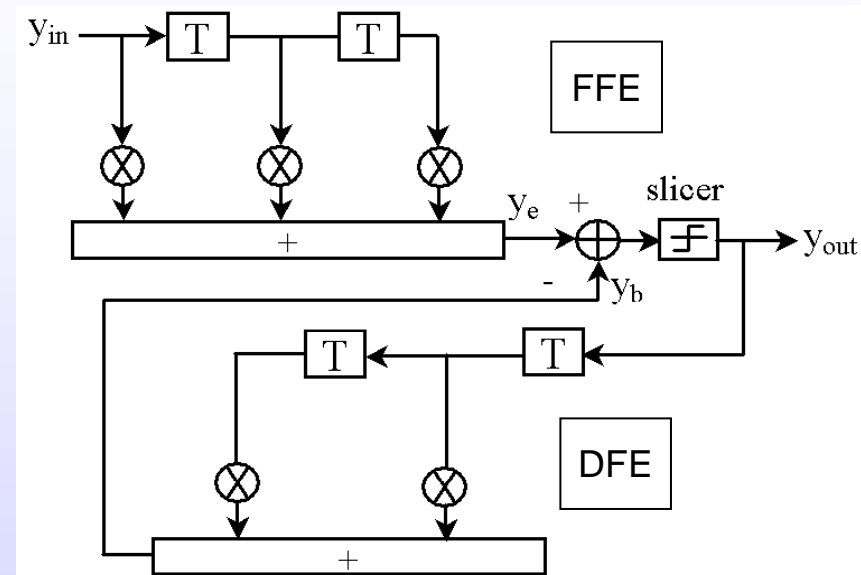 y_in
T
T
FFE
slicer
y_e
+
+
y_out
-
y_b
T
T
DFE
+